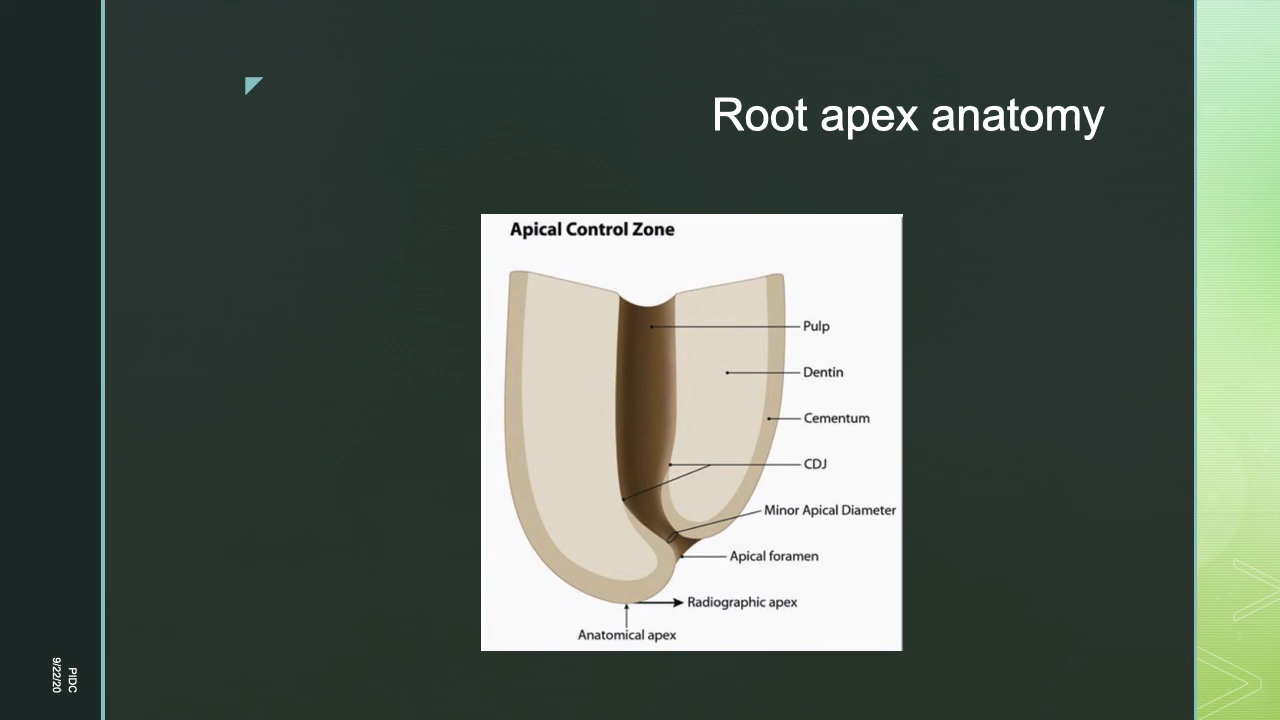 Root apex anatomy
Apical Control Zone
Pulp
Dentin
Cementum
CDJ
Minor Apical Diameter
Apical foramen
Radiographic apex
Anatomical apex
PIDC
9/22/20